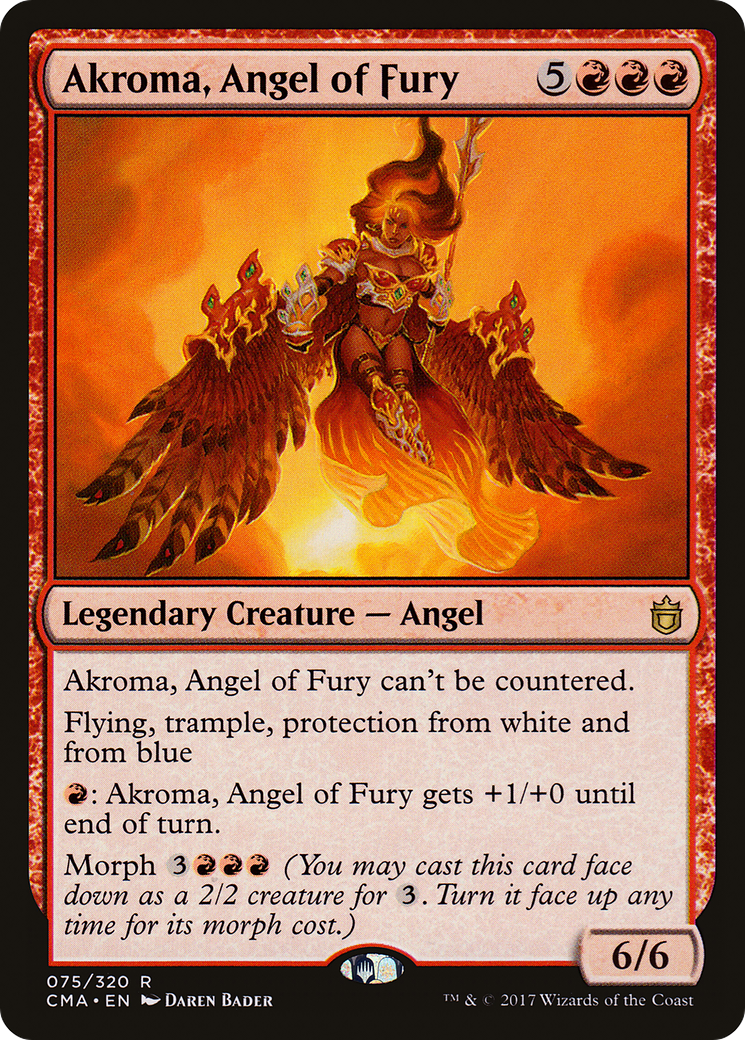 Akroma, Angel of Fury 5
Legendary Creature — Angel
Akroma, Angel of Fury can't be countered.
Flying, trample, protection from white and
from blue
: Akroma, Angel of Fury gets +1/+0 until
end of turn.
Morph 3 (You may cast this card face
down as a 2/2 creature for 3. Turn it face up any
time for its morph cost.)
6/6
075/320 R
CMA • EN Daren Bader
™ & © 2017 Wizards of the Coast